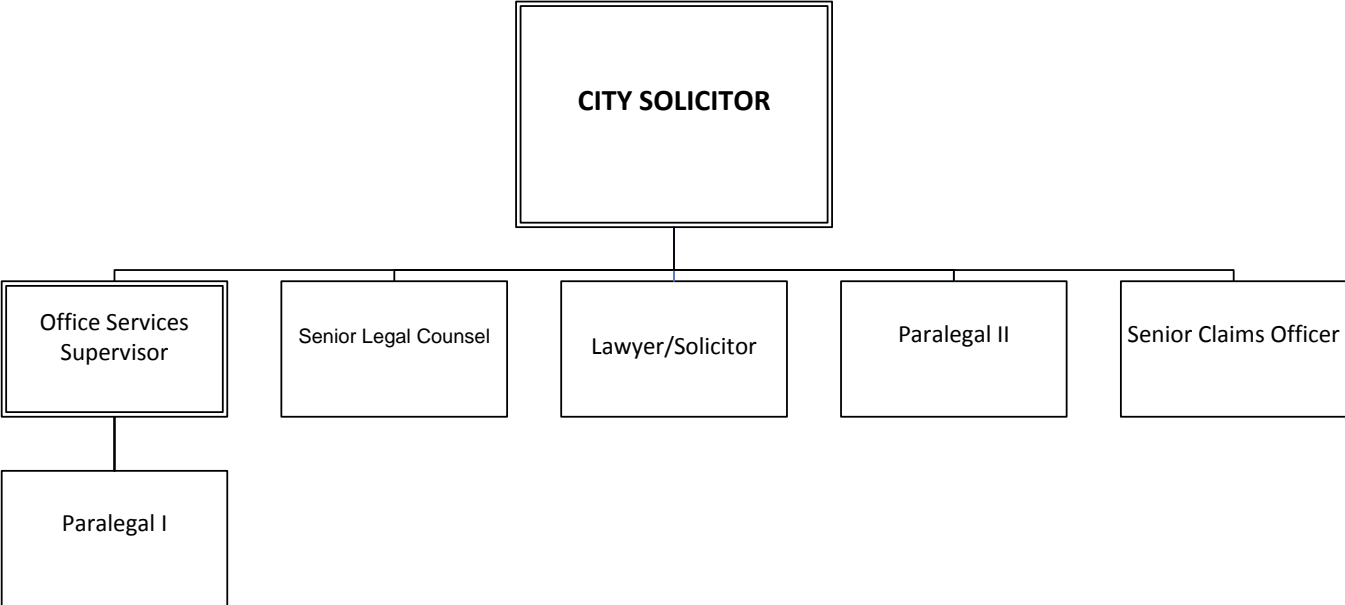 CITY SOLICITOR
Office Services
Supervisor
Senior Legal Counsel
Lawyer/Solicitor
Paralegal II
Senior Claims Officer
Paralegal I